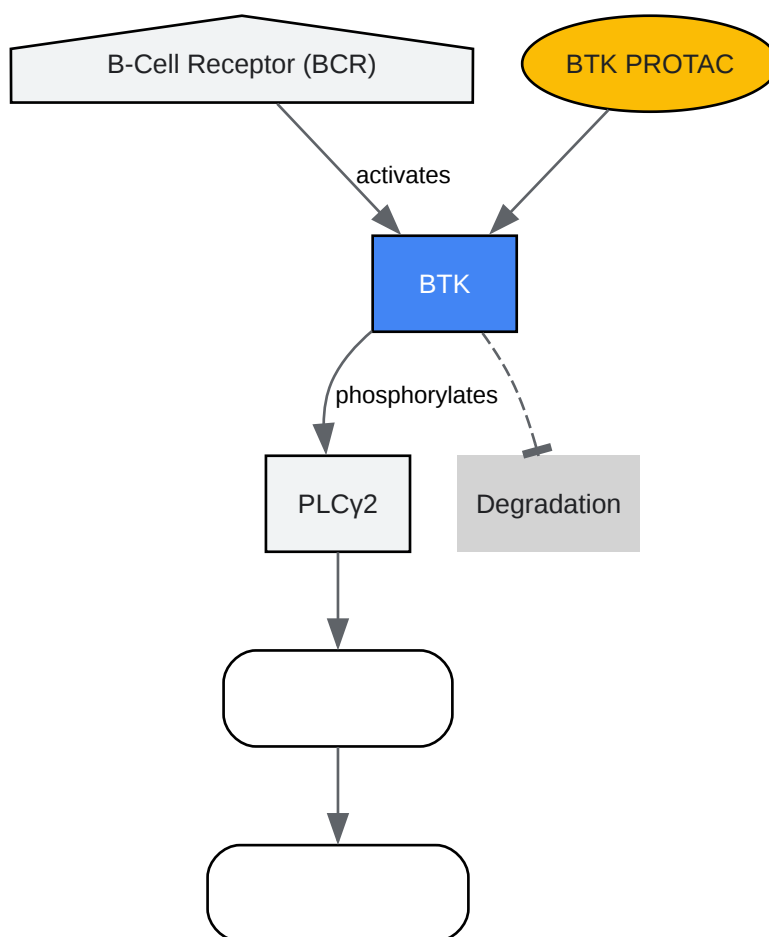 B-Cell Receptor (BCR)
BTK PROTAC
activates
BTK
phosphorylates
PLCγ2
Degradation